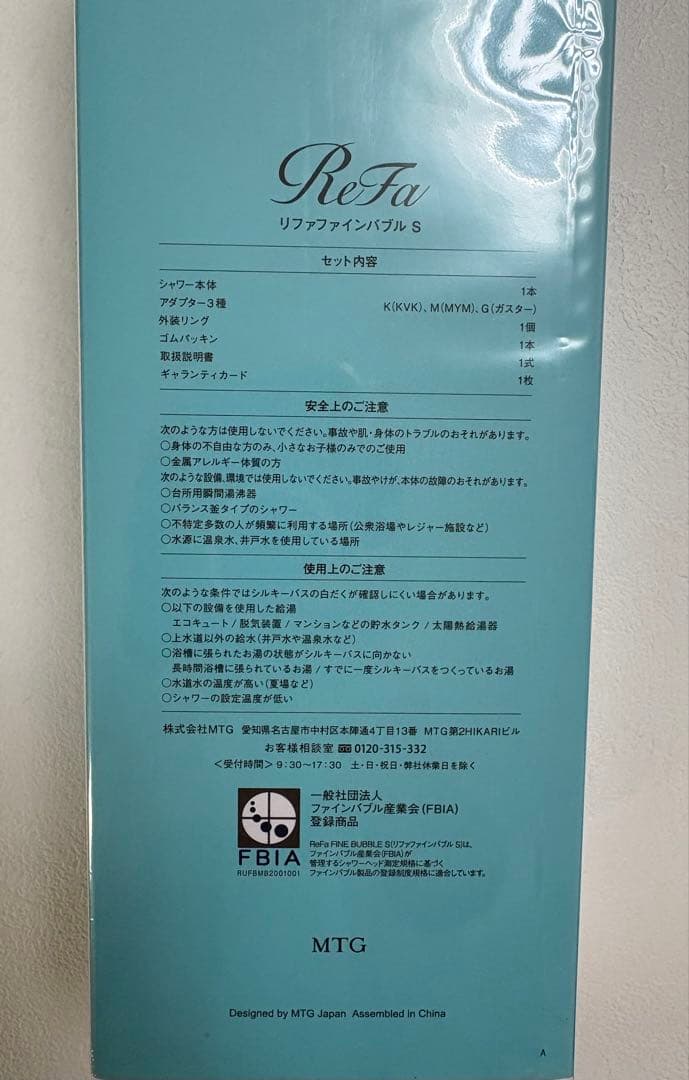 ReFa
リファファインバブル S
セット内容
シャワー本体 1本
アダプター3種 K(KVK)、M(MYM)、G(ガスター)
外装リング 1個
ゴムパッキン 1本
取扱説明書 1式
ギャランティカード 1枚
安全上のご注意
次のような方は使用しないでください。事故や肌・身体のトラブルのおそれがあります。
○身体の不自由な方のみ、小さなお子様のみでのご使用
○金属アレルギー体質の方
次のような設備、環境では使用しないでください。事故やけが、本体の故障のおそれがあります。
○台所用瞬間湯沸器
○バランス釜タイプのシャワー
○不特定多数の人が頻繁に利用する場所(公衆浴場やレジャー施設など)
○水源に温泉水、井戸水を使用している場所
使用上のご注意
次のような条件ではシルキーバスの白だくが確認しにくい場合があります。
○以下の設備を使用した給湯
エコキュート / 脱気装置 / マンションなどの貯水タンク / 太陽熱給湯器
○上水道以外の給水(井戸水や温泉水など)
○浴槽に張られたお湯の状態がシルキーバスに向かない
長時間浴槽に張られているお湯 / すでに一度シルキーバスをつくっているお湯
○水道水の温度が高い(夏場など)
○シャワーの設定温度が低い
株式会社MTG 愛知県名古屋市中村区本陣通4丁目13番 MTG第2HIKARIビル
お客様相談室 0120-315-332
<受付時間> 9:30〜17:30 土・日・祝日・弊社休業日を除く
一般社団法人
ファインバブル産業会(FBIA)
登録商品
FBIA
RUFBMB2001001
ReFa FINE BUBBLE S(リファファインバブル S)は、
ファインバブル産業会(FBIA)が
管理するシャワーヘッド測定規格に基づく
ファインバブル製品の登録制度規格に適合しています。
MTG
Designed by MTG Japan Assembled in China
A